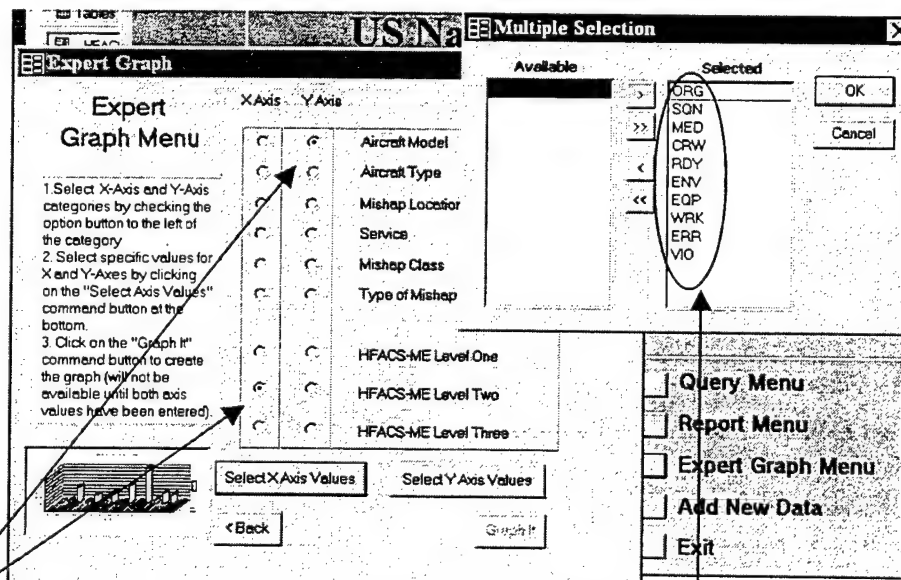 Tables
HFAC
US Na
Multiple Selection
Available
Selected
>
>>
<
<<
ORG
SQN
MED
CRW
RDY
ENV
EQP
WRK
ERR
VIO
OK
Cancel
Expert Graph
Expert
Graph Menu
1.Select X-Axis and Y-Axis
categories by checking the
option button to the left of
the category
2. Select specific values for
X and Y-Axes by clicking
on the "Select Axis Values"
command button at the
bottom.
3. Click on the "Graph It"
command button to create
the graph (will not be
available until both axis
values have been entered).
X Axis Y Axis
Aircraft Model
Aircraft Type
Mishap Location
Service
Mishap Class
Type of Mishap
HFACS-ME Level One
HFACS-ME Level Two
HFACS-ME Level Three
Select X Axis Values
Select Y Axis Values
<Back
Graph It
Query Menu
Report Menu
Expert Graph Menu
Add New Data
Exit